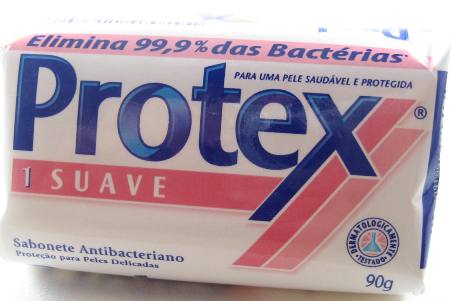 Elimina 99,9% das Bactérias
PARA UMA PELE SAUDÁVEL E PROTEGIDA
Protex®
1 SUAVE
DERMATOLOGICAMENTE TESTADO
Sabonete Antibacteriano
Proteção para Peles Delicadas
90g